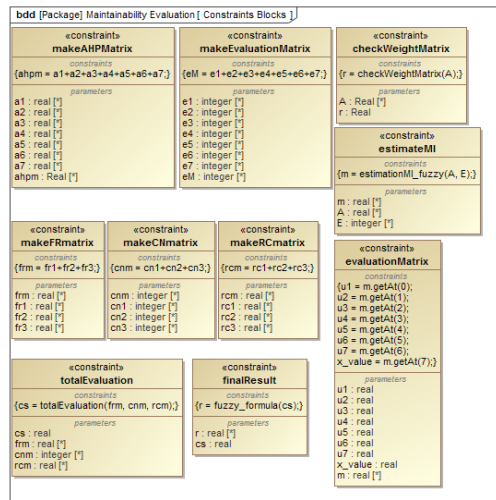 bdd [Package] Maintainability Evaluation [ Constraints Blocks ]
«constraint»
makeAHPMatrix
constraints
{ahpm = a1+a2+a3+a4+a5+a6+a7;}
parameters
a1 : real [*]
a2 : real [*]
a3 : real [*]
a4 : real [*]
a5 : real [*]
a6 : real [*]
a7 : real [*]
ahpm : Real [*]
«constraint»
makeEvaluationMatrix
constraints
{eM = e1+e2+e3+e4+e5+e6+e7;}
parameters
e1 : integer [*]
e2 : integer [*]
e3 : integer [*]
e4 : integer [*]
e5 : integer [*]
e6 : integer [*]
e7 : integer [*]
eM : integer [*]
«constraint»
checkWeightMatrix
constraints
{r = checkWeightMatrix(A);}
parameters
A : Real [*]
r : Real
«constraint»
estimateMI
constraints
{m = estimationMI_fuzzy(A, E);}
parameters
m : real [*]
A : real [*]
E : integer [*]
«constraint»
makeFRmatrix
constraints
{frm = fr1+fr2+fr3;}
parameters
frm : real [*]
fr1 : real [*]
fr2 : real [*]
fr3 : real [*]
«constraint»
makeCNmatrix
constraints
{cnm = cn1+cn2+cn3;}
parameters
cnm : integer [*]
cn1 : integer [*]
cn2 : integer [*]
cn3 : integer [*]
«constraint»
makeRCmatrix
constraints
{rcm = rc1+rc2+rc3;}
parameters
rcm : real [*]
rc1 : real [*]
rc2 : real [*]
rc3 : real [*]
«constraint»
evaluationMatrix
constraints
{u1 = m.getAt(0);
u2 = m.getAt(1);
u3 = m.getAt(2);
u4 = m.getAt(3);
u5 = m.getAt(4);
u6 = m.getAt(5);
u7 = m.getAt(6);
x_value = m.getAt(7);}
parameters
u1 : real
u2 : real
u3 : real
u4 : real
u5 : real
u6 : real
u7 : real
x_value : real
m : real [*]
«constraint»
totalEvaluation
constraints
{cs = totalEvaluation(frm, cnm, rcm);}
parameters
cs : real
frm : real [*]
cnm : integer [*]
rcm : real [*]
«constraint»
finalResult
constraints
{r = fuzzy_formula(cs);}
parameters
r : real [*]
cs : real